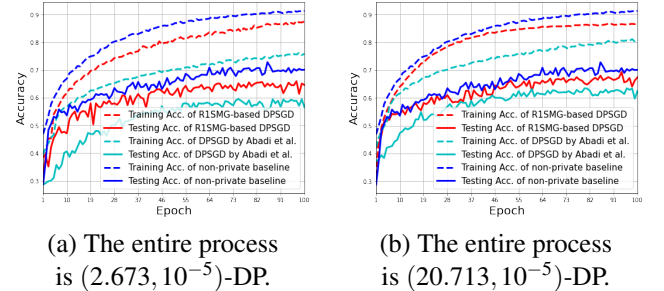 Accuracy
0.9
0.8
0.7
0.6
0.5
0.4
0.3
Training Acc. of R1SMG-based DPSGD
Testing Acc. of R1SMG-based DPSGD
Training Acc. of DPSGD by Abadi et al.
Testing Acc. of DPSGD by Abadi et al.
Training Acc. of non-private baseline
Testing Acc. of non-private baseline
1 10 19 28 37 46 55 64 73 82 91 100
Epoch
(a) The entire process
is (2.673, 10⁻⁵)-DP.
Accuracy
0.9
0.8
0.7
0.6
0.5
0.4
0.3
Training Acc. of R1SMG-based DPSGD
Testing Acc. of R1SMG-based DPSGD
Training Acc. of DPSGD by Abadi et al.
Testing Acc. of DPSGD by Abadi et al.
Training Acc. of non-private baseline
Testing Acc. of non-private baseline
1 10 19 28 37 46 55 64 73 82 91 100
Epoch
(b) The entire process
is (20.713, 10⁻⁵)-DP.